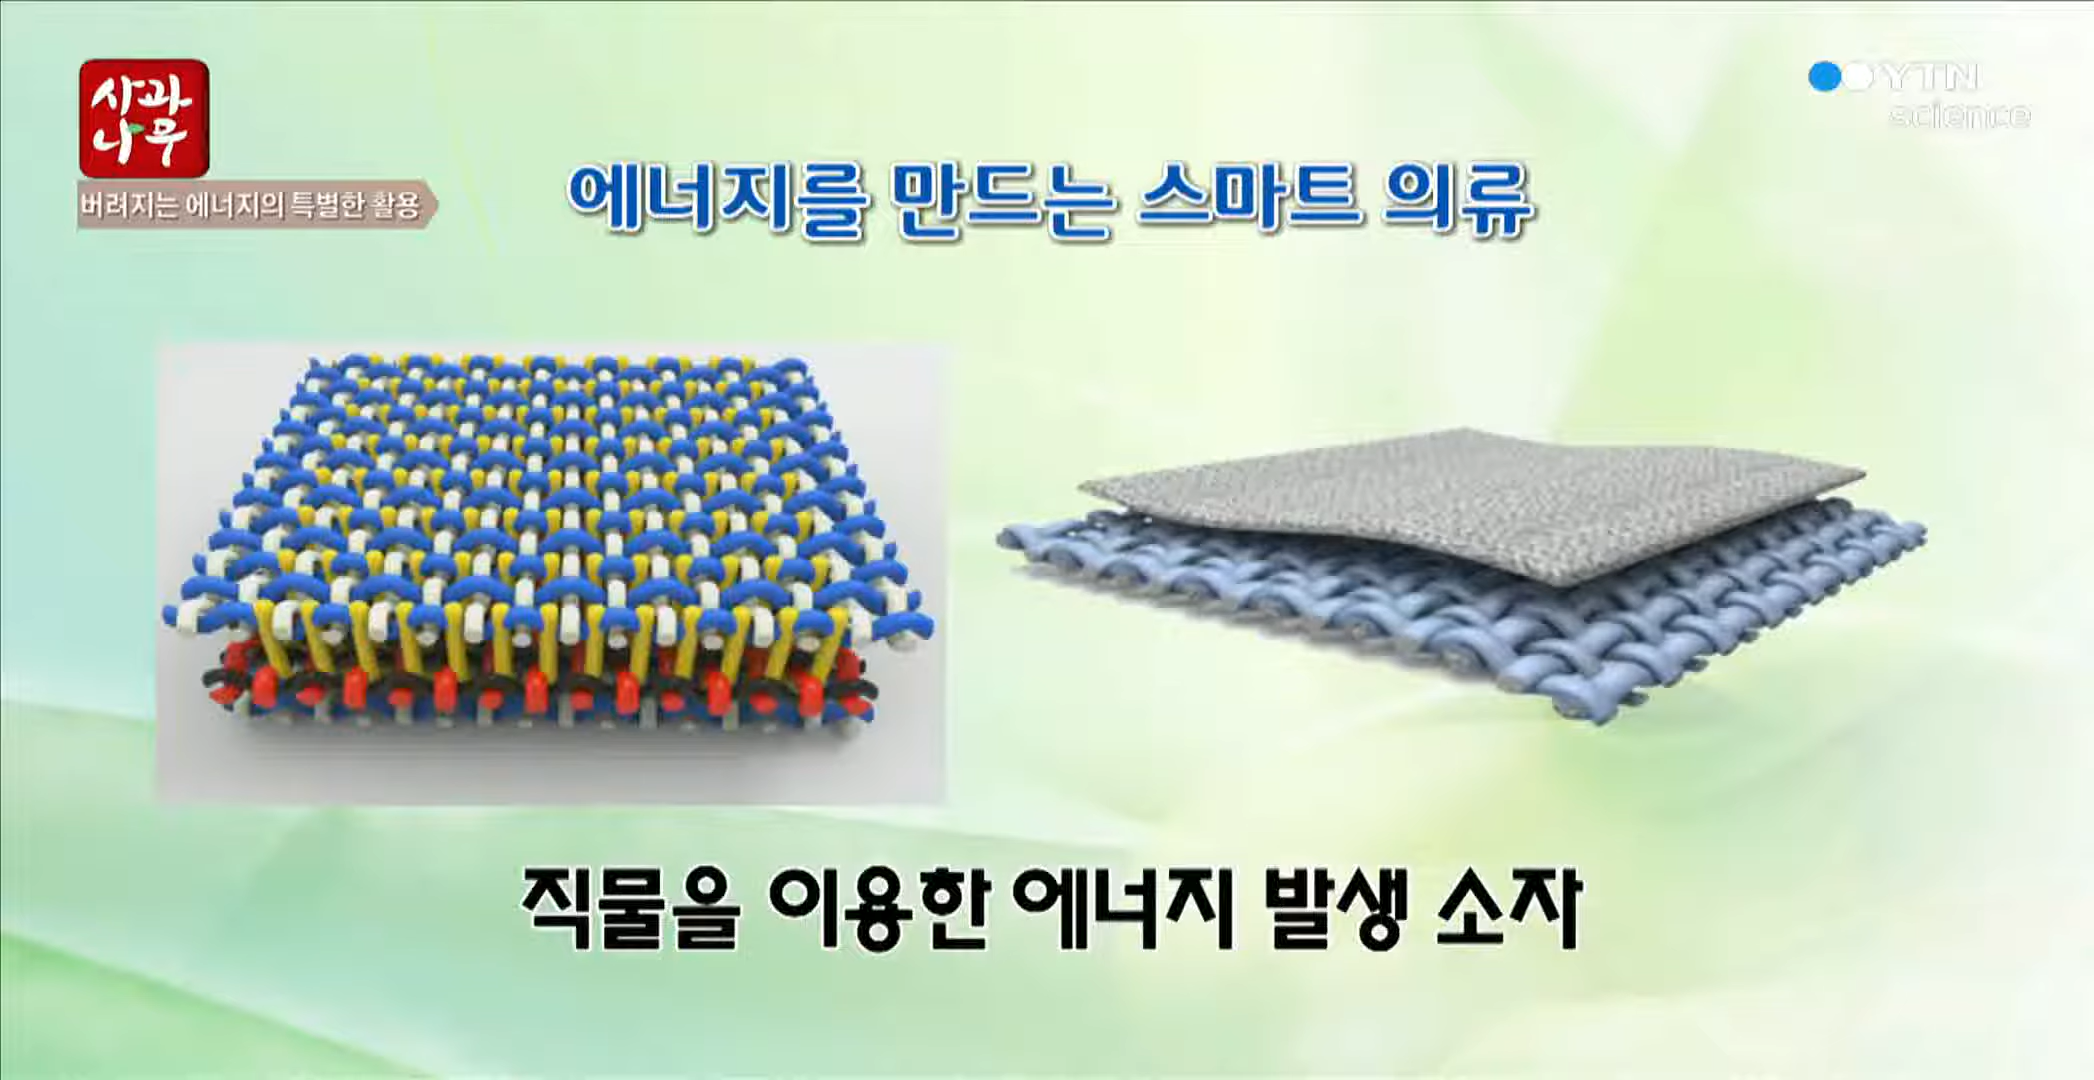 사과
나무
버려지는 에너지의 특별한 활용
YTN
science
에너지를 만드는 스마트 의류
직물을 이용한 에너지 발생 소자